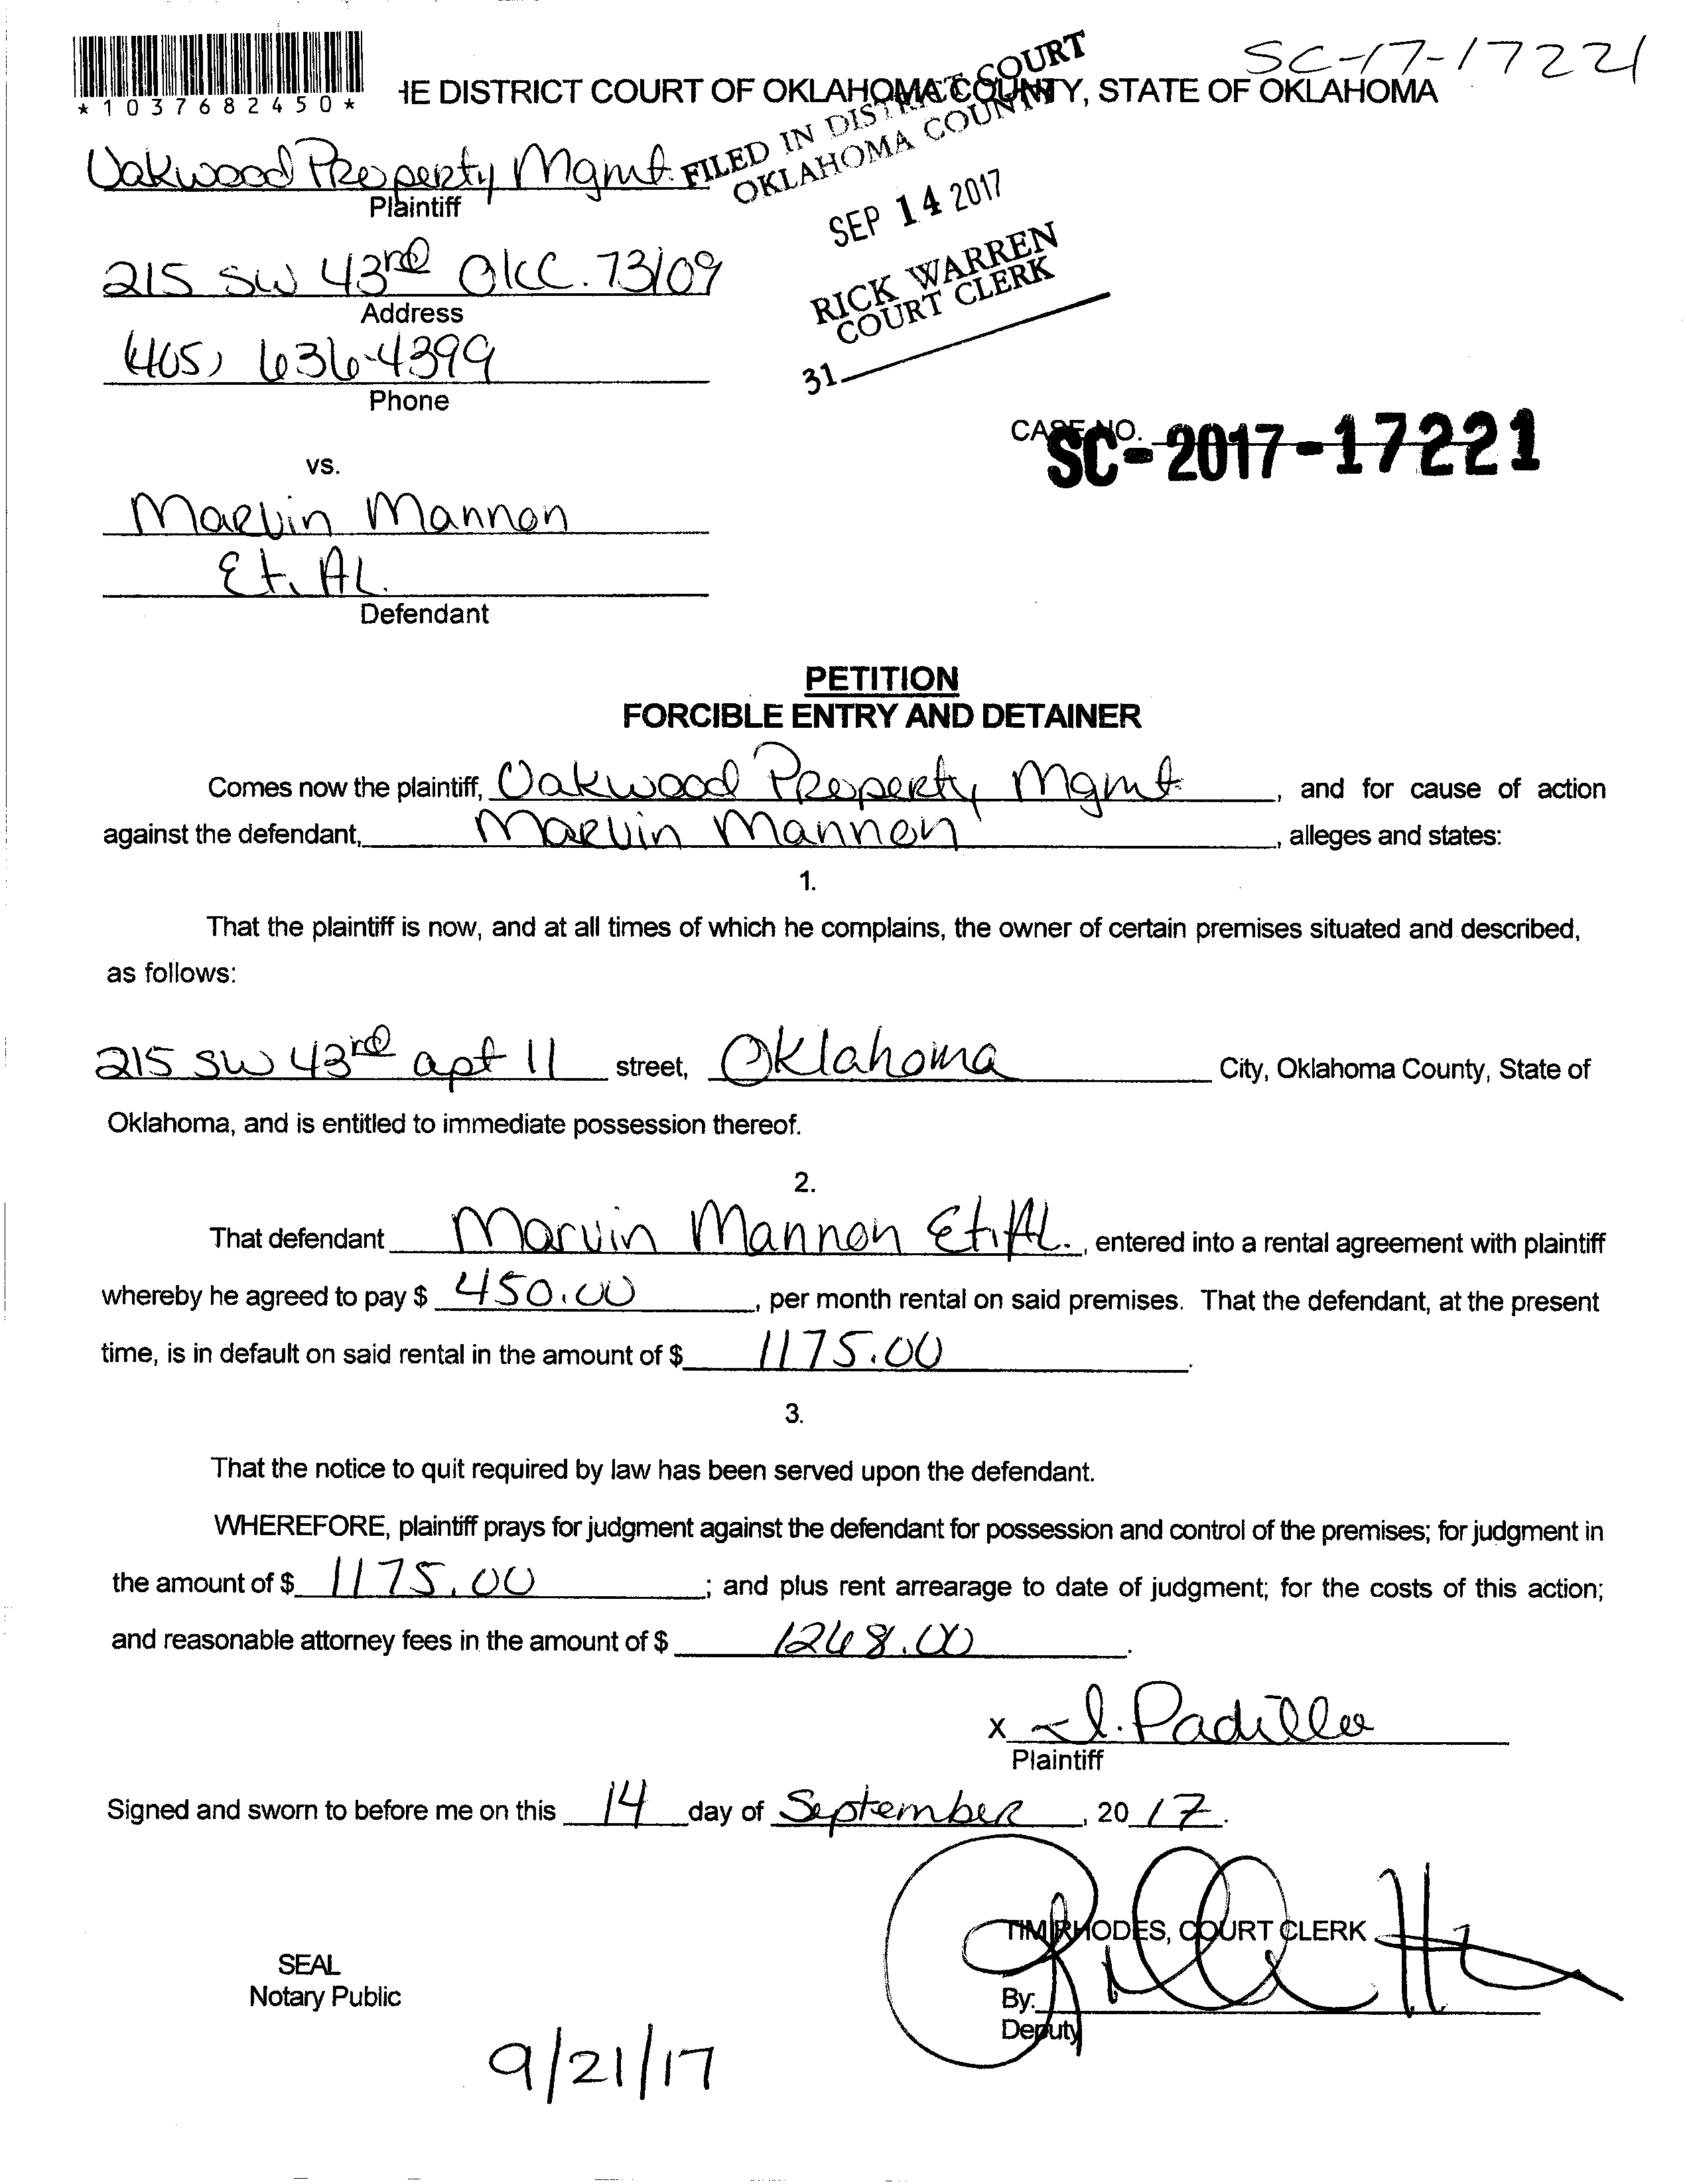 SC-17-17221
*1037682450*
HE DISTRICT COURT OF OKLAHOMA COUNTY, STATE OF OKLAHOMA
FILED IN DISTRICT COURT
OKLAHOMA COUNTY
SEP 14 2017
RICK WARREN
COURT CLERK
31
Oakwood Property Mgmt.
Plaintiff
215 SW 43rd OKC. 73109
Address
(405) 636-4399
Phone
CASE NO.
SC-2017-17221
vs.
Marvin Mannon
Et. AL.
Defendant
PETITION
FORCIBLE ENTRY AND DETAINER
Comes now the plaintiff, Oakwood Property Mgmt, and for cause of action
against the defendant, Marvin Mannon, alleges and states:
1.
That the plaintiff is now, and at all times of which he complains, the owner of certain premises situated and described,
as follows:
215 SW 43rd apt 11 street, Oklahoma City, Oklahoma County, State of
Oklahoma, and is entitled to immediate possession thereof.
2.
That defendant Marvin Mannon Et. AL., entered into a rental agreement with plaintiff
whereby he agreed to pay $ 450.00, per month rental on said premises. That the defendant, at the present
time, is in default on said rental in the amount of $ 1175.00.
3.
That the notice to quit required by law has been served upon the defendant.
WHEREFORE, plaintiff prays for judgment against the defendant for possession and control of the premises; for judgment in
the amount of $ 1175.00; and plus rent arrearage to date of judgment; for the costs of this action;
and reasonable attorney fees in the amount of $ 1268.00.
x I. Padilla
Plaintiff
Signed and sworn to before me on this 14 day of September, 20 17.
TIM RHODES, COURT CLERK
SEAL
Notary Public
By:
Deputy
9/21/17